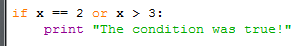 if x == 2 or x > 3:
    print "The condition was true!"